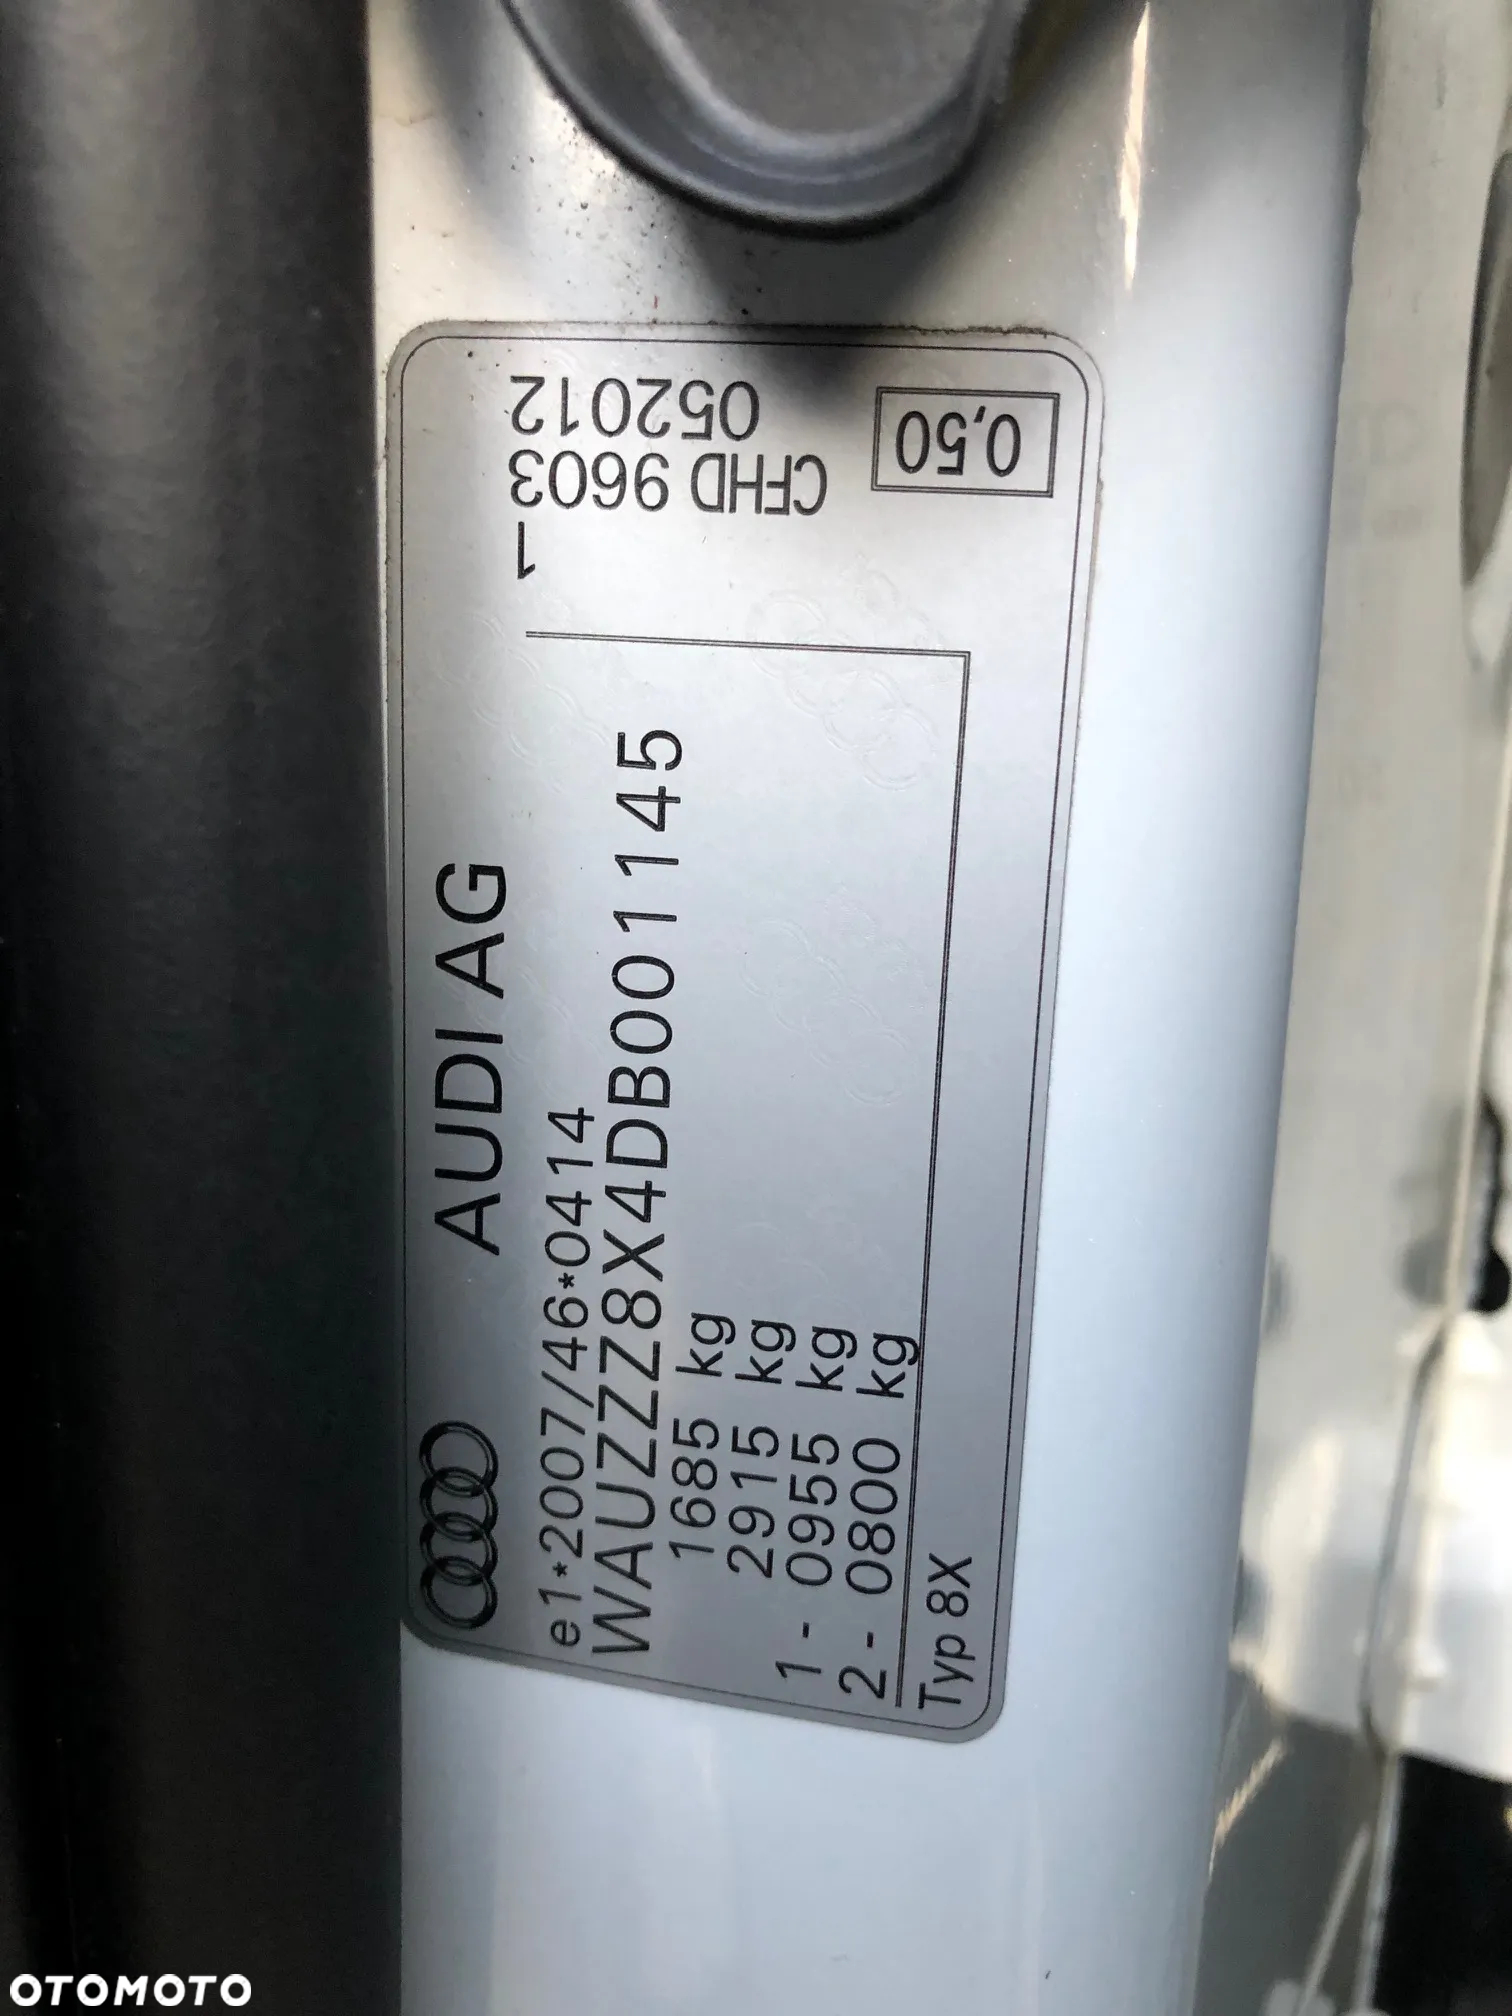 AUDI AG
e1*2007/46*0414
WAUZZZ8X4DB001145
1685 kg
2915 kg
1- 0955 kg
2- 0800 kg
Typ 8X
1
CFHD 9603
052012
0,50
OTOMOTO